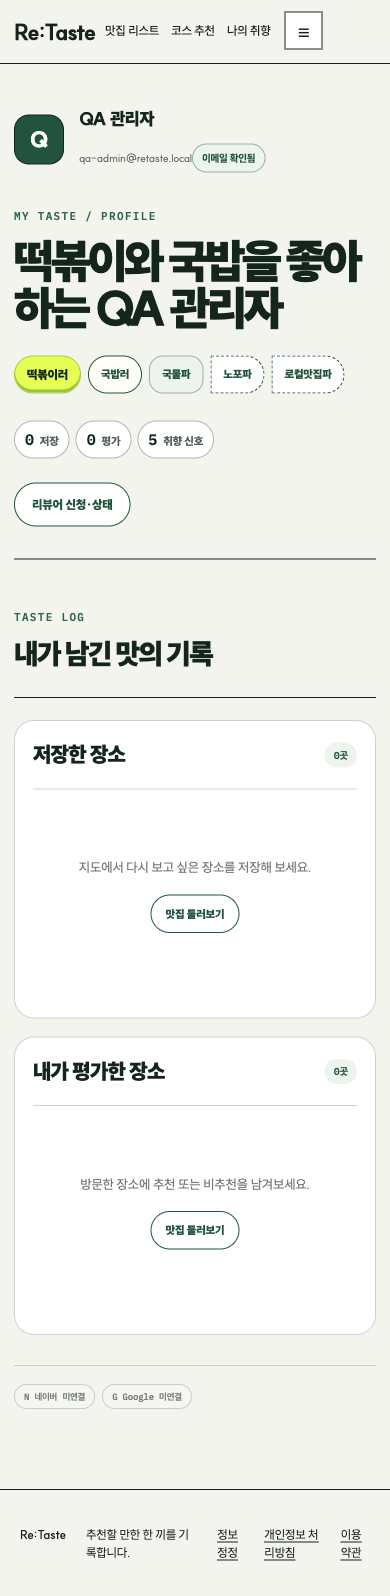 Re:Taste 맛집 리스트 코스 추천 나의 취향 ≡
Q
QA 관리자
qa-admin@retaste.local 이메일 확인됨
MY TASTE / PROFILE
떡볶이와 국밥을 좋아
하는 QA 관리자
떡볶이러 국밥러 국물파 노포파 로컬맛집파
0 저장 0 평가 5 취향 신호
리뷰어 신청·상태
TASTE LOG
내가 남긴 맛의 기록
저장한 장소 0곳
지도에서 다시 보고 싶은 장소를 저장해 보세요.
맛집 둘러보기
내가 평가한 장소 0곳
방문한 장소에 추천 또는 비추천을 남겨보세요.
맛집 둘러보기
N 네이버 미연결 G Google 미연결
Re:Taste 추천할 만한 한 끼를 기 정보 개인정보 처 이용
록합니다. 정정 리방침 약관